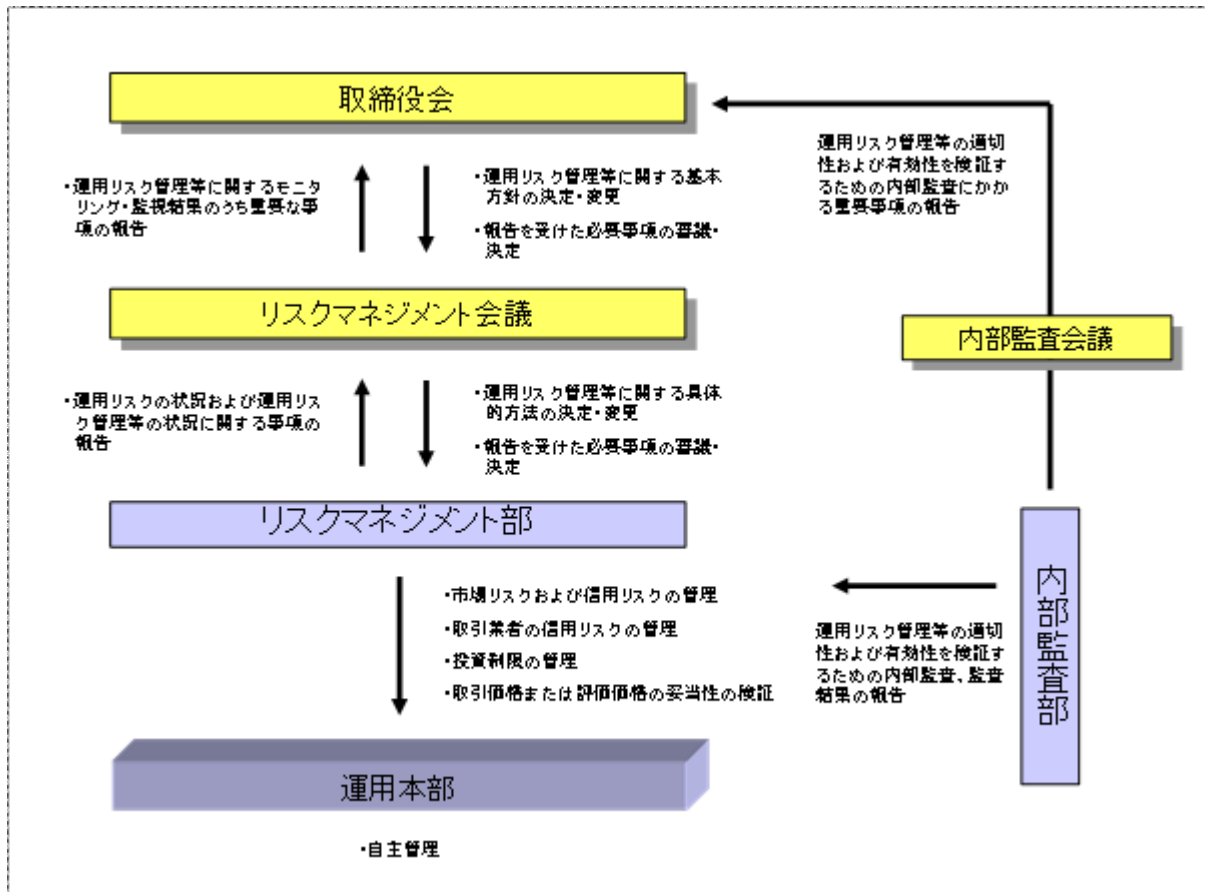 取締役会
・運用リスク管理等に関するモニタ
リング・監視結果のうち重要な事
項の報告
・運用リスク管理等に関する基本
方針の決定・変更
・報告を受けた必要事項の審議・
決定
運用リスク管理等の適切
性および有効性を検証す
るための内部監査にかか
る重要事項の報告
リスクマネジメント会議
内部監査会議
・運用リスクの状況および運用リス
ク管理等の状況に関する事項の
報告
・運用リスク管理等に関する具体
的方法の決定・変更
・報告を受けた必要事項の審議・
決定
リスクマネジメント部
・市場リスクおよび信用リスクの管理
・取引業者の信用リスクの管理
・投資制限の管理
・取引価格または評価価格の妥当性の検証
運用リスク管理等の適切
性および有効性を検証す
るための内部監査、監査
結果の報告
内部監査部
運用本部
・自主管理